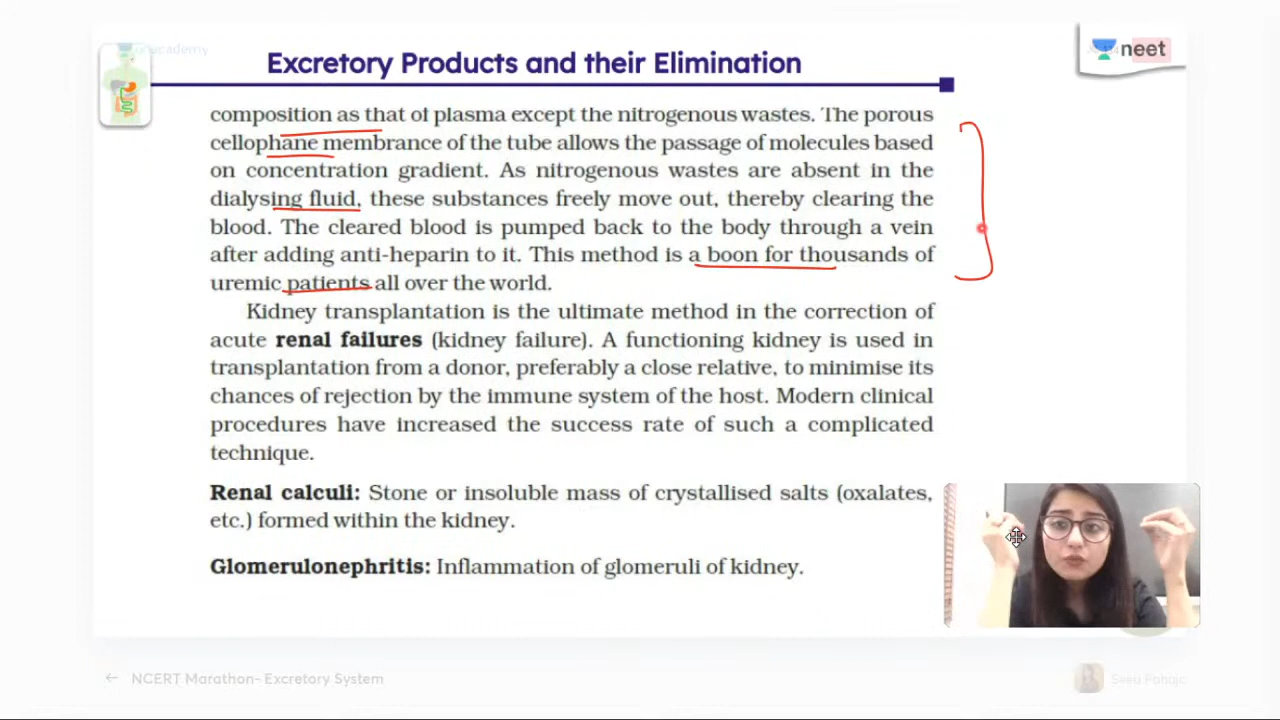 academy
neet
Excretory Products and their Elimination
composition as that of plasma except the nitrogenous wastes. The porous
cellophane membrance of the tube allows the passage of molecules based
on concentration gradient. As nitrogenous wastes are absent in the
dialysing fluid, these substances freely move out, thereby clearing the
blood. The cleared blood is pumped back to the body through a vein
after adding anti-heparin to it. This method is a boon for thousands of
uremic patients all over the world.
Kidney transplantation is the ultimate method in the correction of
acute renal failures (kidney failure). A functioning kidney is used in
transplantation from a donor, preferably a close relative, to minimise its
chances of rejection by the immune system of the host. Modern clinical
procedures have increased the success rate of such a complicated
technique.
Renal calculi: Stone or insoluble mass of crystallised salts (oxalates,
etc.) formed within the kidney.
Glomerulonephritis: Inflammation of glomeruli of kidney.
NCERT Marathon- Excretory System